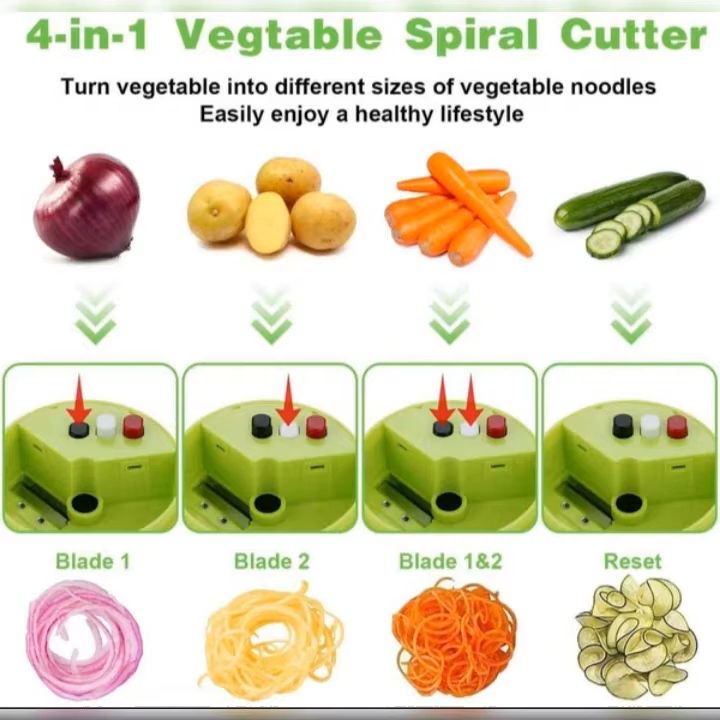 4-in-1 Vegtable Spiral Cutter
Turn vegetable into different sizes of vegetable noodles
Easily enjoy a healthy lifestyle
Blade 1
Blade 2
Blade 1&2
Reset